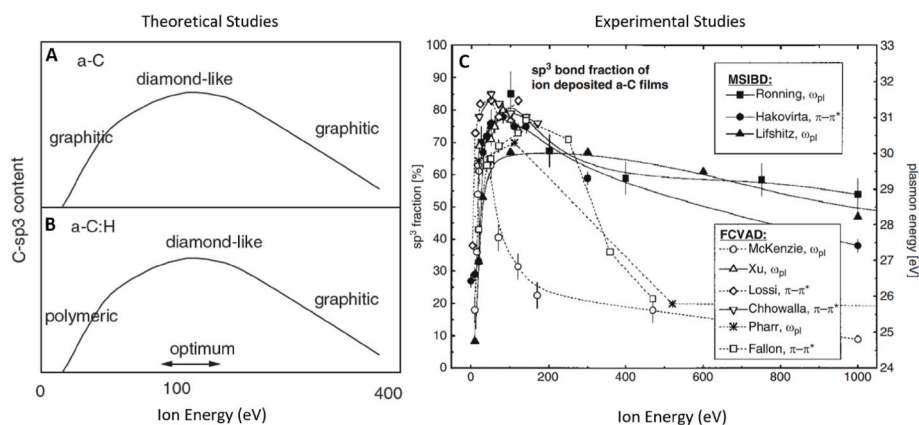 Theoretical Studies
A
a-C
diamond-like
graphitic
graphitic
C-sp3 content
B
a-C:H
diamond-like
polymeric
graphitic
optimum
0
100
400
Ion Energy (eV)
Experimental Studies
C
sp³ bond fraction of
ion deposited a-C films
MSIBD:
Ronning, ωpl
Hakovirta, π–π*
Lifshitz, ωpl
FCVAD:
McKenzie, ωpl
Xu, ωpl
Lossi, π–π*
Chhowalla, π–π*
Pharr, ωpl
Fallon, π–π*
sp³ fraction [%]
100
90
80
70
60
50
40
30
20
10
0
plasmon energy [eV]
33
32
31
30
29
28
27
26
25
24
0
200
400
600
800
1000
Ion Energy (eV)